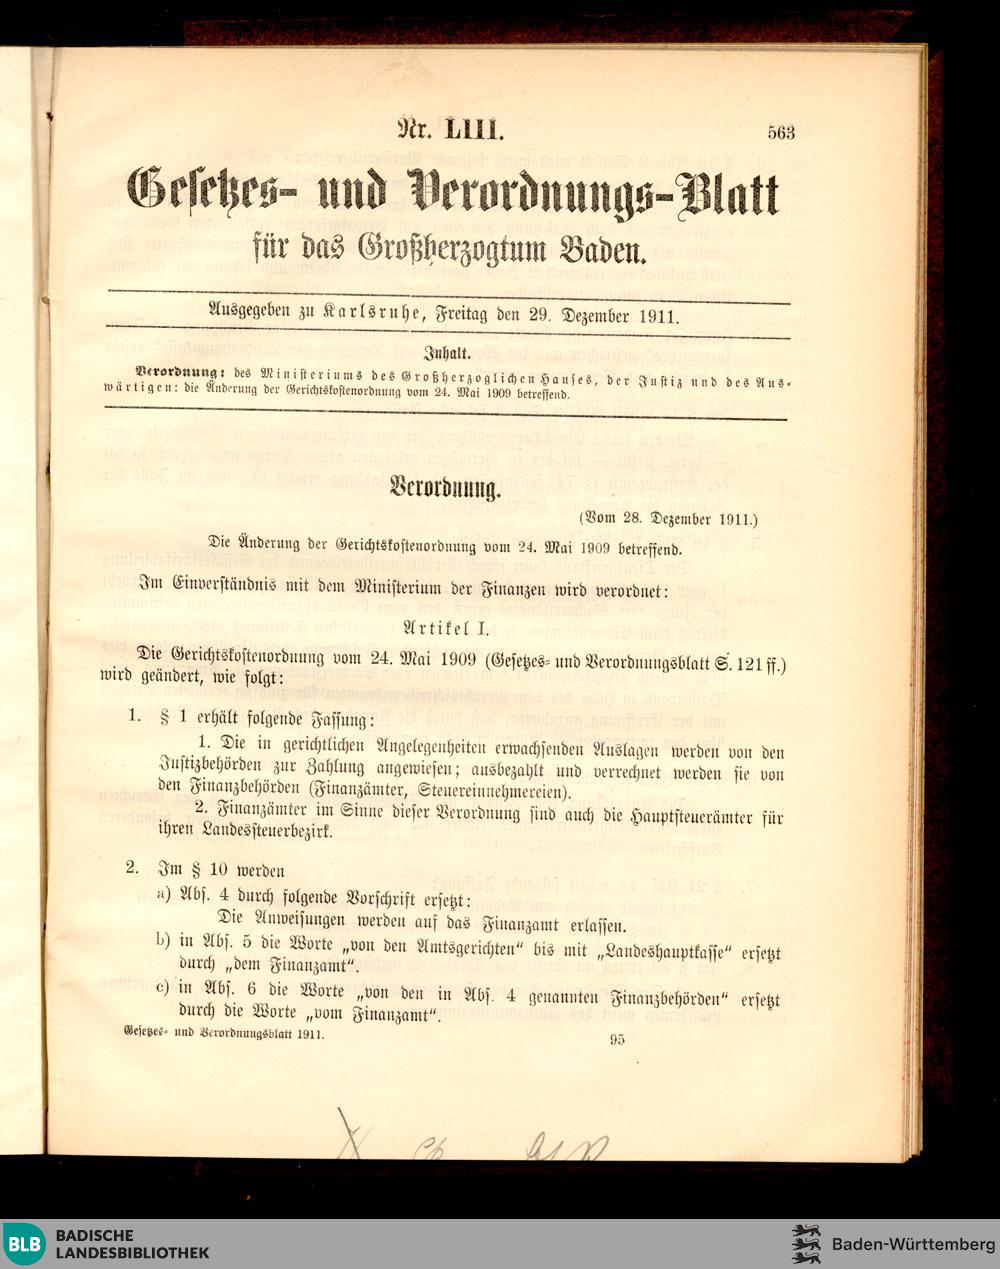 Nr. LIII.
563
Gesetzes- und Verordnungs-Blatt
für das Großherzogtum Baden.
Ausgegeben zu Karlsruhe, Freitag den 29. Dezember 1911.
Inhalt.
Verordnung: des Ministeriums des Großherzoglichen Hauses, der Justiz und des Aus-
wärtigen: die Änderung der Gerichtskostenordnung vom 24. Mai 1909 betreffend.
Verordnung.
(Vom 28. Dezember 1911.)
Die Änderung der Gerichtskostenordnung vom 24. Mai 1909 betreffend.
Im Einverständnis mit dem Ministerium der Finanzen wird verordnet:
Artikel I.
Die Gerichtskostenordnung vom 24. Mai 1909 (Gesetzes- und Verordnungsblatt S. 121 ff.)
wird geändert, wie folgt:
1. § 1 erhält folgende Fassung:
1. Die in gerichtlichen Angelegenheiten erwachsenden Auslagen werden von den
Justizbehörden zur Zahlung angewiesen; ausbezahlt und verrechnet werden sie von
den Finanzbehörden (Finanzämter, Steuereinnehmereien).
2. Finanzämter im Sinne dieser Verordnung sind auch die Hauptsteuerämter für
ihren Landessteuerbezirk.
2. Im § 10 werden
a) Abs. 4 durch folgende Vorschrift ersetzt:
Die Anweisungen werden auf das Finanzamt erlassen.
b) in Abs. 5 die Worte „von den Amtsgerichten“ bis mit „Landeshauptkasse“ ersetzt
durch „dem Finanzamt“.
c) in Abs. 6 die Worte „von den in Abs. 4 genannten Finanzbehörden“ ersetzt
durch die Worte „vom Finanzamt“.
Gesetzes- und Verordnungsblatt 1911.
95
BLB
BADISCHE
LANDESBIBLIOTHEK
Baden-Württemberg